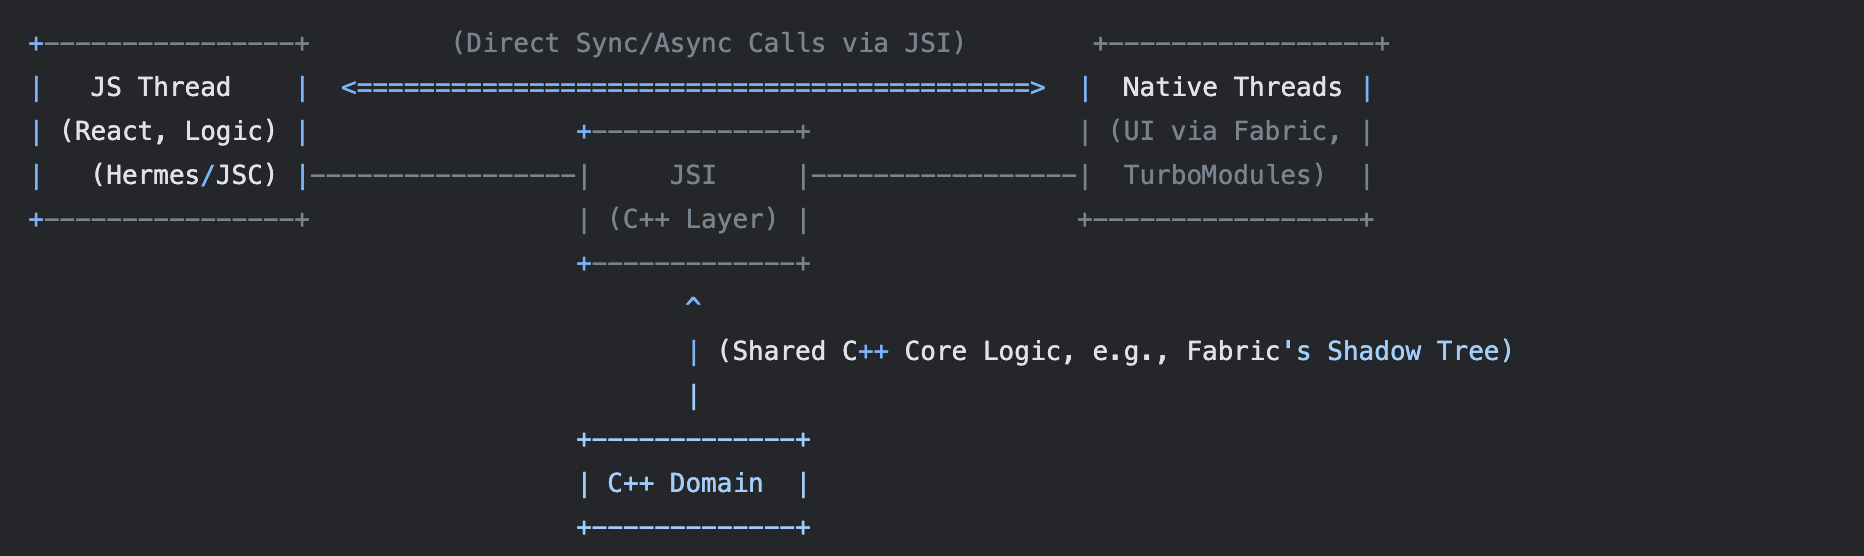 +----------------+         (Direct Sync/Async Calls via JSI)        +-----------------+
|   JS Thread    |  <===========================================>  |  Native Threads |
| (React, Logic) |                 +-------------+                 | (UI via Fabric, |
|   (Hermes/JSC) |-----------------|     JSI     |-----------------|  TurboModules)  |
+----------------+                 | (C++ Layer) |                 +-----------------+
                                   +-------------+
                                          ^
                                          | (Shared C++ Core Logic, e.g., Fabric's Shadow Tree)
                                          |
                                   +-------------+
                                   | C++ Domain  |
                                   +-------------+